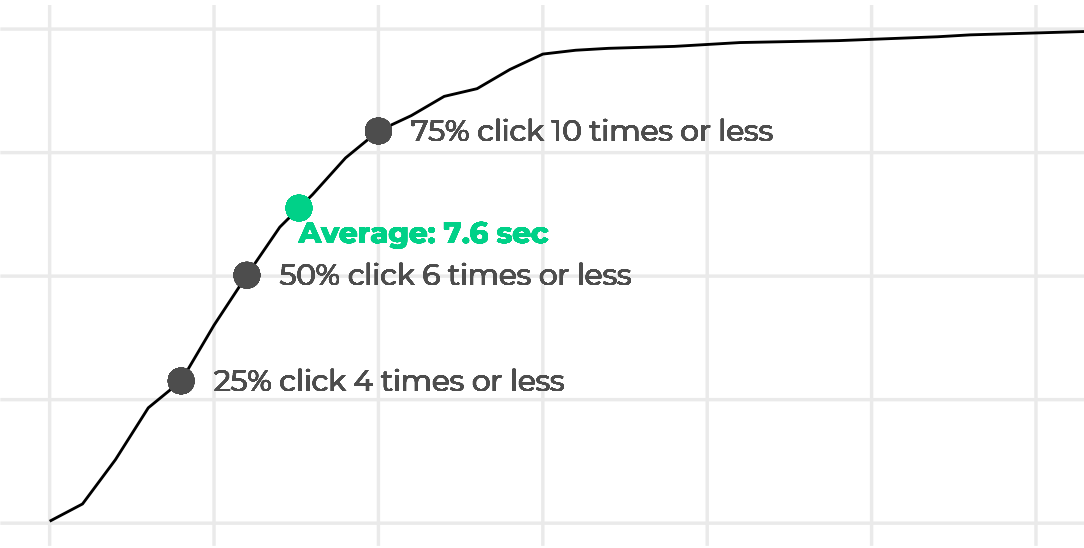 75% click 10 times or less
Average: 7.6 sec
50% click 6 times or less
25% click 4 times or less